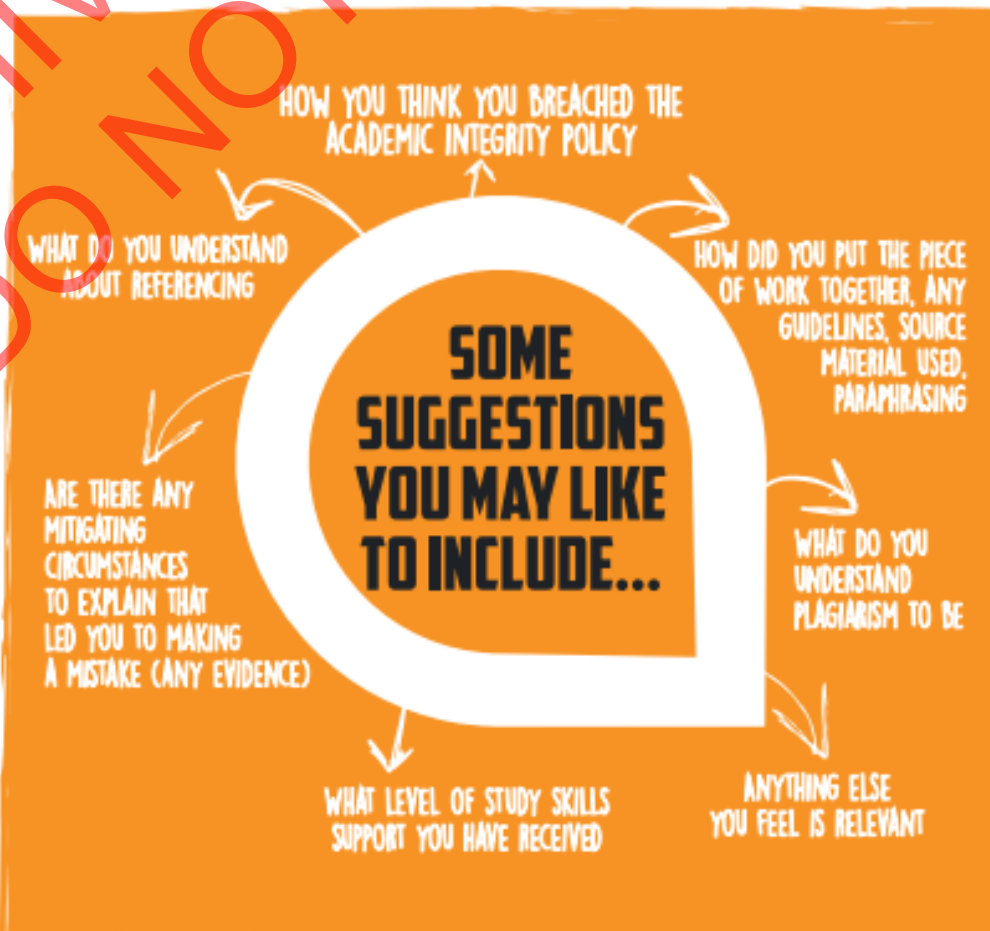 HOW YOU THINK YOU BREACHED THE
ACADEMIC INTEGRITY POLICY
WHAT DO YOU UNDERSTAND
ABOUT REFERENCING
HOW DID YOU PUT THE PIECE
OF WORK TOGETHER, ANY
GUIDELINES, SOURCE
MATERIAL USED,
PARAPHRASING
SOME
SUGGESTIONS
YOU MAY LIKE
TO INCLUDE...
ARE THERE ANY
MITIGATING
CIRCUMSTANCES
TO EXPLAIN THAT
LED YOU TO MAKING
A MISTAKE (ANY EVIDENCE)
WHAT DO YOU
UNDERSTAND
PLAGIARISM TO BE
WHAT LEVEL OF STUDY SKILLS
SUPPORT YOU HAVE RECEIVED
ANYTHING ELSE
YOU FEEL IS RELEVANT
DO NO